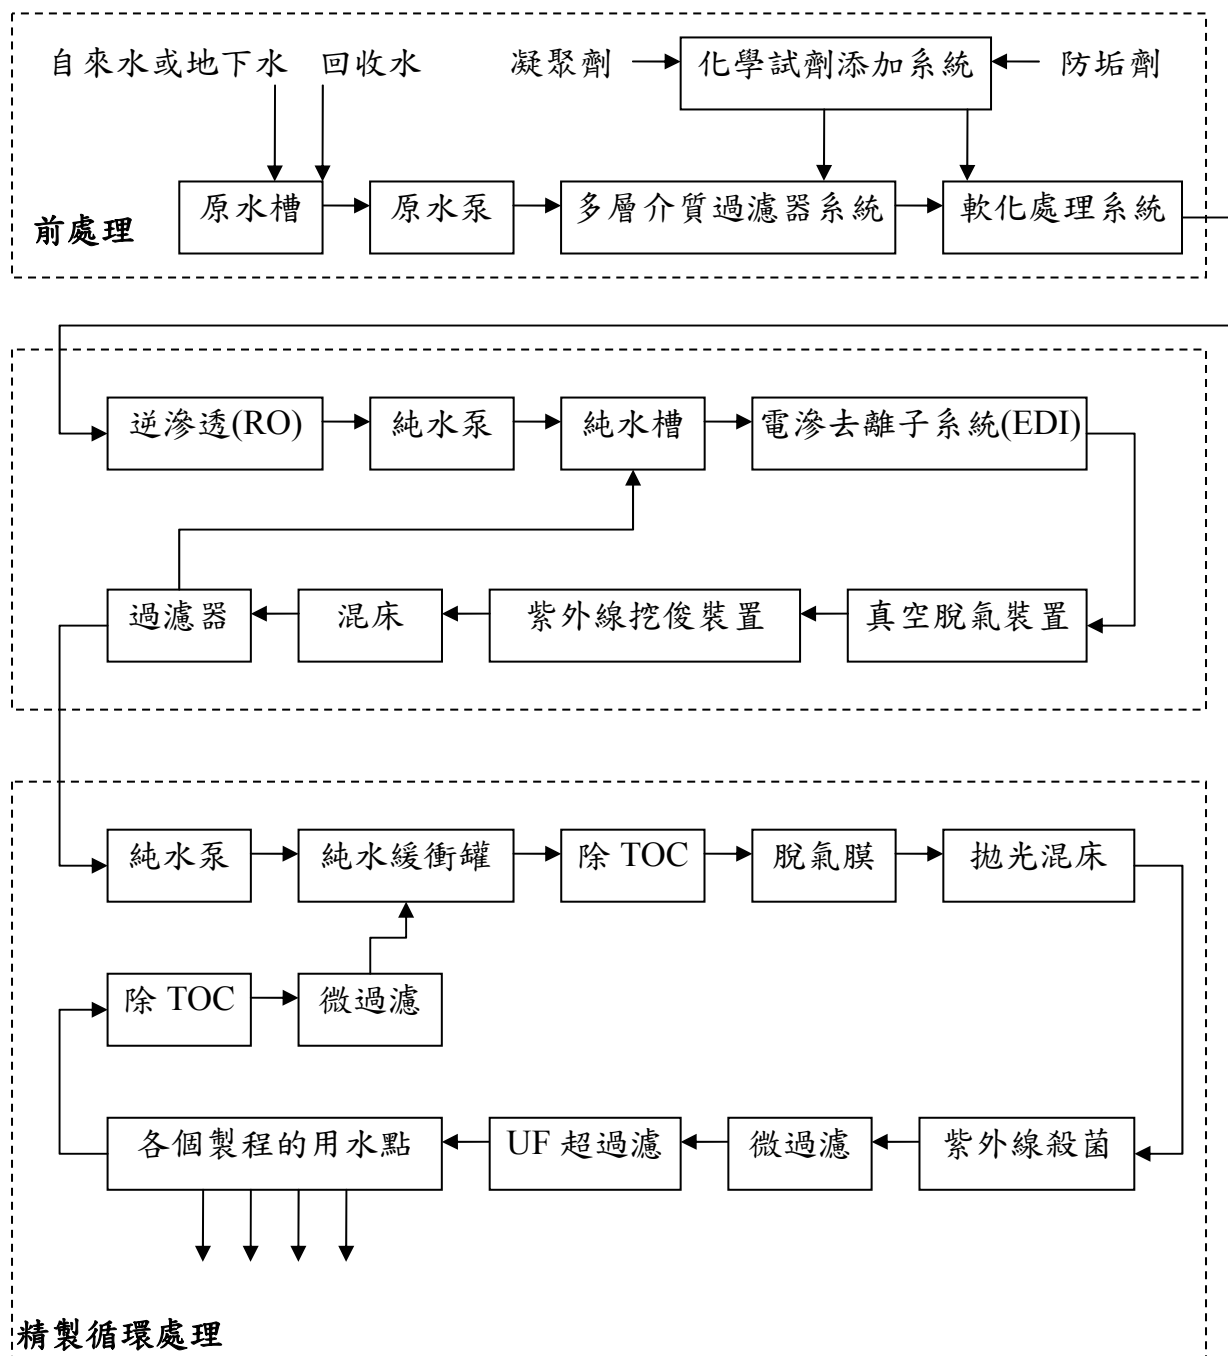 自來水或地下水 回收水 凝聚劑 化學試劑添加系統 防垢劑
原水槽 原水泵 多層介質過濾器系統 軟化處理系統
前處理
逆滲透(RO) 純水泵 純水槽 電滲去離子系統(EDI)
過濾器 混床 紫外線挖俊裝置 真空脫氣裝置
純水泵 純水緩衝罐 除 TOC 脫氣膜 拋光混床
除 TOC 微過濾
各個製程的用水點 UF 超過濾 微過濾 紫外線殺菌
精製循環處理